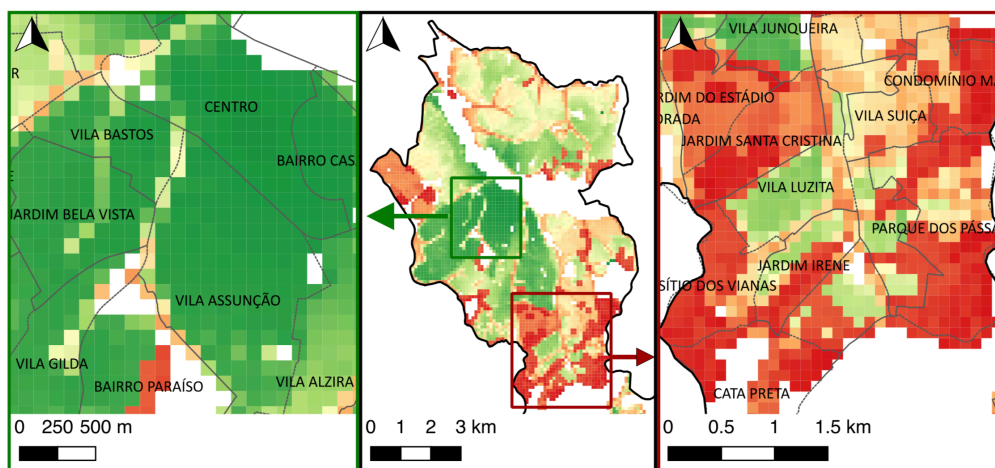 R
CENTRO
VILA BASTOS
BAIRRO CAS
E
JARDIM BELA VISTA
VILA ASSUNÇÃO
VILA GILDA
BAIRRO PARAÍSO
VILA ALZIRA
0 250 500 m
0 1 2 3 km
VILA JUNQUEIRA
CONDOMÍNIO MA
RDIM DO ESTÁDIO
ORADA
VILA SUIÇA
JARDIM SANTA CRISTINA
VILA LUZITA
PARQUE DOS PÁSSA
JARDIM IRENE
SÍTIO DOS VIANAS
CATA PRETA
0 0.5 1 1.5 km